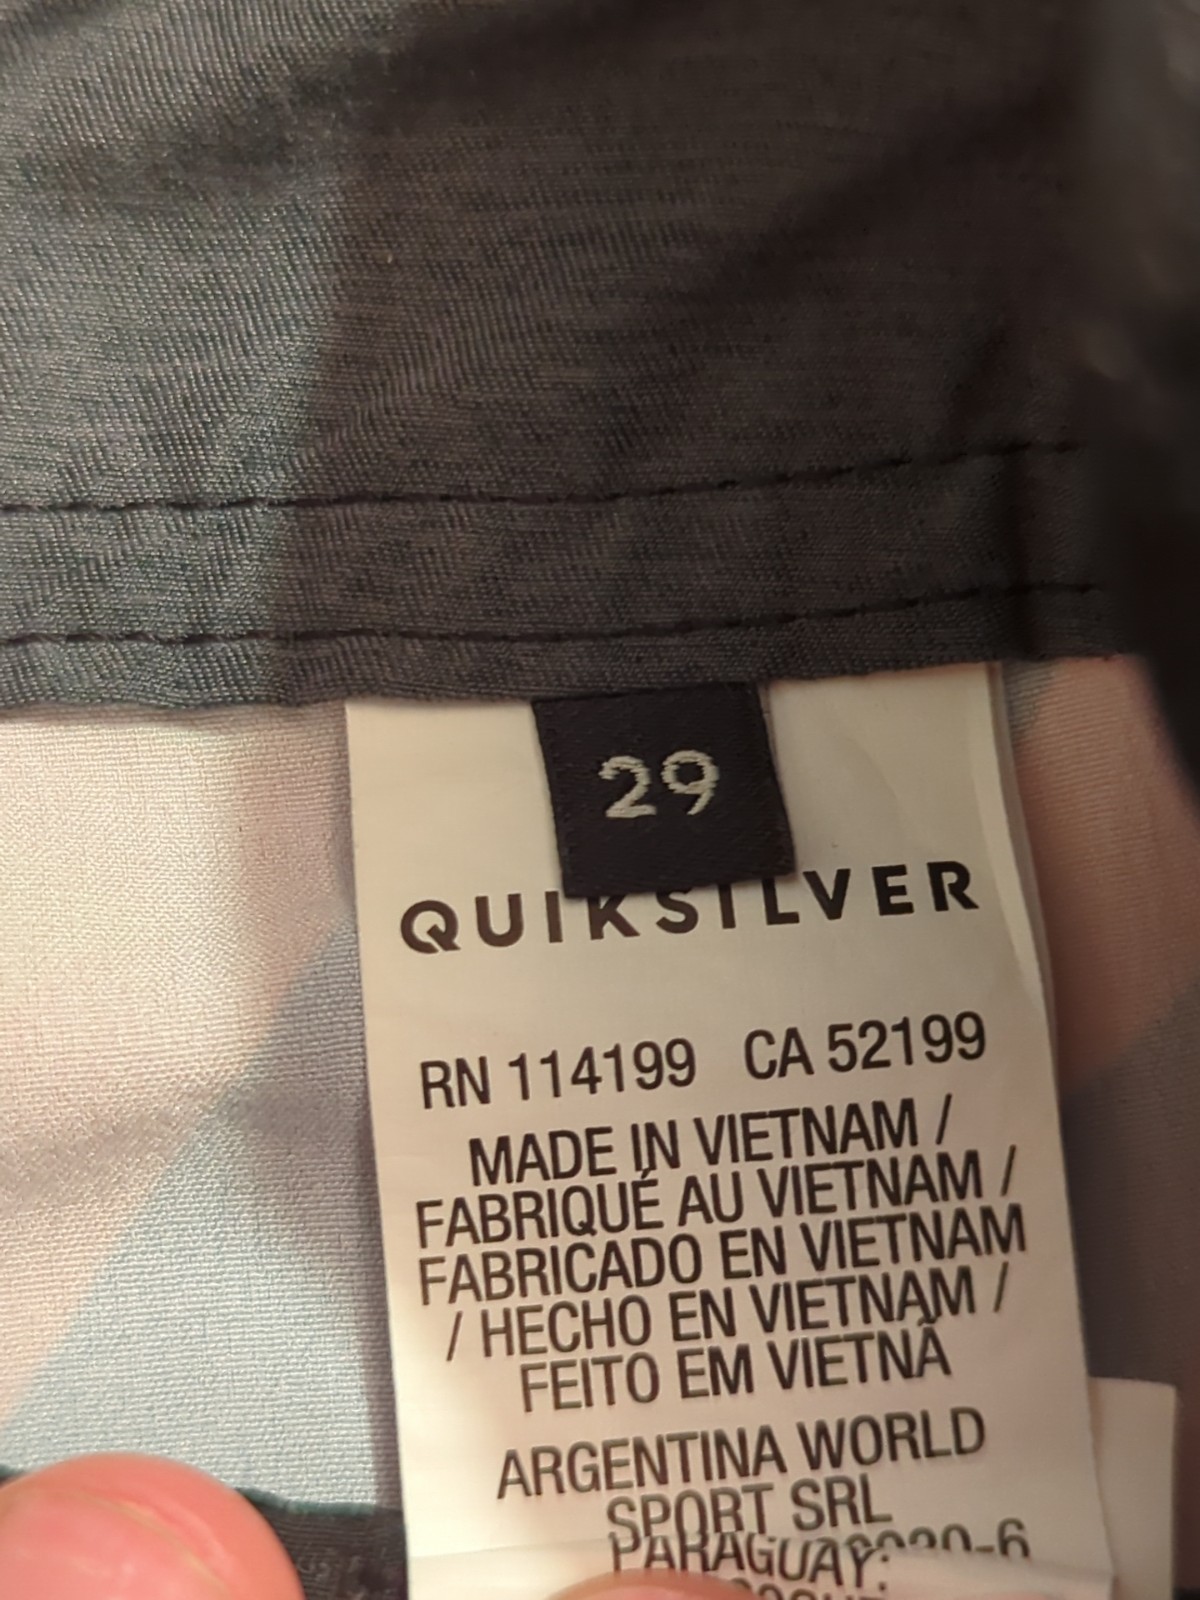 29
QUIKSILVER
RN 114199 CA 52199
MADE IN VIETNAM /
FABRIQUÉ AU VIETNAM /
FABRICADO EN VIETNAM
/ HECHO EN VIETNAM /
FEITO EM VIETNÃ
ARGENTINA WORLD
SPORT SRL
PARAGUAY: